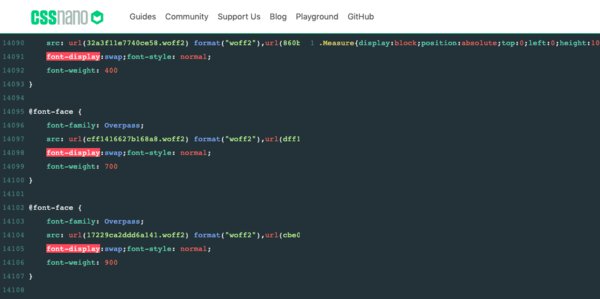 cssnano Guides Community Support Us Blog Playground GitHub
14090 src: url(32a3f11e7740ce58.woff2) format("woff2"),url(860b
1 .Measure{display:block;position:absolute;top:0;left:0;height:10
14091 font-display:swap;font-style: normal;
14092 font-weight: 400
14093 }
14094
14095 @font-face {
14096 font-family: Overpass;
14097 src: url(cff1416627b168a8.woff2) format("woff2"),url(dff1
14098 font-display:swap;font-style: normal;
14099 font-weight: 700
14100 }
14101
14102 @font-face {
14103 font-family: Overpass;
14104 src: url(17229ca2ddd6a141.woff2) format("woff2"),url(cbe0
14105 font-display:swap;font-style: normal;
14106 font-weight: 900
14107 }
14108